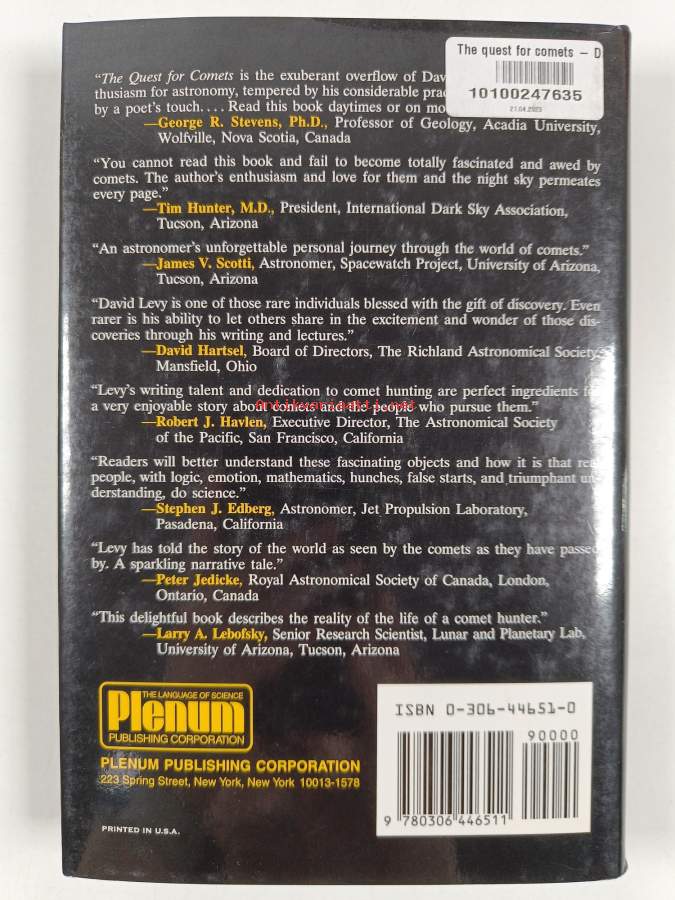 The quest for comets — D
10100247635
21.04.2023
“The Quest for Comets is the exuberant overflow of Dav
thusiasm for astronomy, tempered by his considerable prac
by a poet’s touch.... Read this book daytimes or on mo
—George R. Stevens, Ph.D., Professor of Geology, Acadia University,
Wolfville, Nova Scotia, Canada
“You cannot read this book and fail to become totally fascinated and awed by
comets. The author’s enthusiasm and love for them and the night sky permeates
every page.”
—Tim Hunter, M.D., President, International Dark Sky Association,
Tucson, Arizona
“An astronomer’s unforgettable personal journey through the world of comets.”
—James V. Scotti, Astronomer, Spacewatch Project, University of Arizona,
Tucson, Arizona
“David Levy is one of those rare individuals blessed with the gift of discovery. Even
rarer is his ability to let others share in the excitement and wonder of those dis-
coveries through his writing and lectures.”
—David Hartsel, Board of Directors, The Richland Astronomical Society,
Mansfield, Ohio
“Levy’s writing talent and dedication to comet hunting are perfect ingredients f
a very enjoyable story about comets and the people who pursue them.”
Antikvariaatti.net
—Robert J. Havlen, Executive Director, The Astronomical Society
of the Pacific, San Francisco, California
“Readers will better understand these fascinating objects and how it is that real
people, with logic, emotion, mathematics, hunches, false starts, and triumphant un-
derstanding, do science.”
—Stephen J. Edberg, Astronomer, Jet Propulsion Laboratory,
Pasadena, California
“Levy has told the story of the world as seen by the comets as they have passed
by. A sparkling narrative tale.”
—Peter Jedicke, Royal Astronomical Society of Canada, London,
Ontario, Canada
“This delightful book describes the reality of the life of a comet hunter.”
—Larry A. Lebofsky, Senior Research Scientist, Lunar and Planetary Lab,
University of Arizona, Tucson, Arizona
THE LANGUAGE OF SCIENCE
Plenum
PUBLISHING CORPORATION
PLENUM PUBLISHING CORPORATION
223 Spring Street, New York, New York 10013-1578
PRINTED IN U.S.A.
ISBN 0-306-44651-0
90000
9 780306 446511